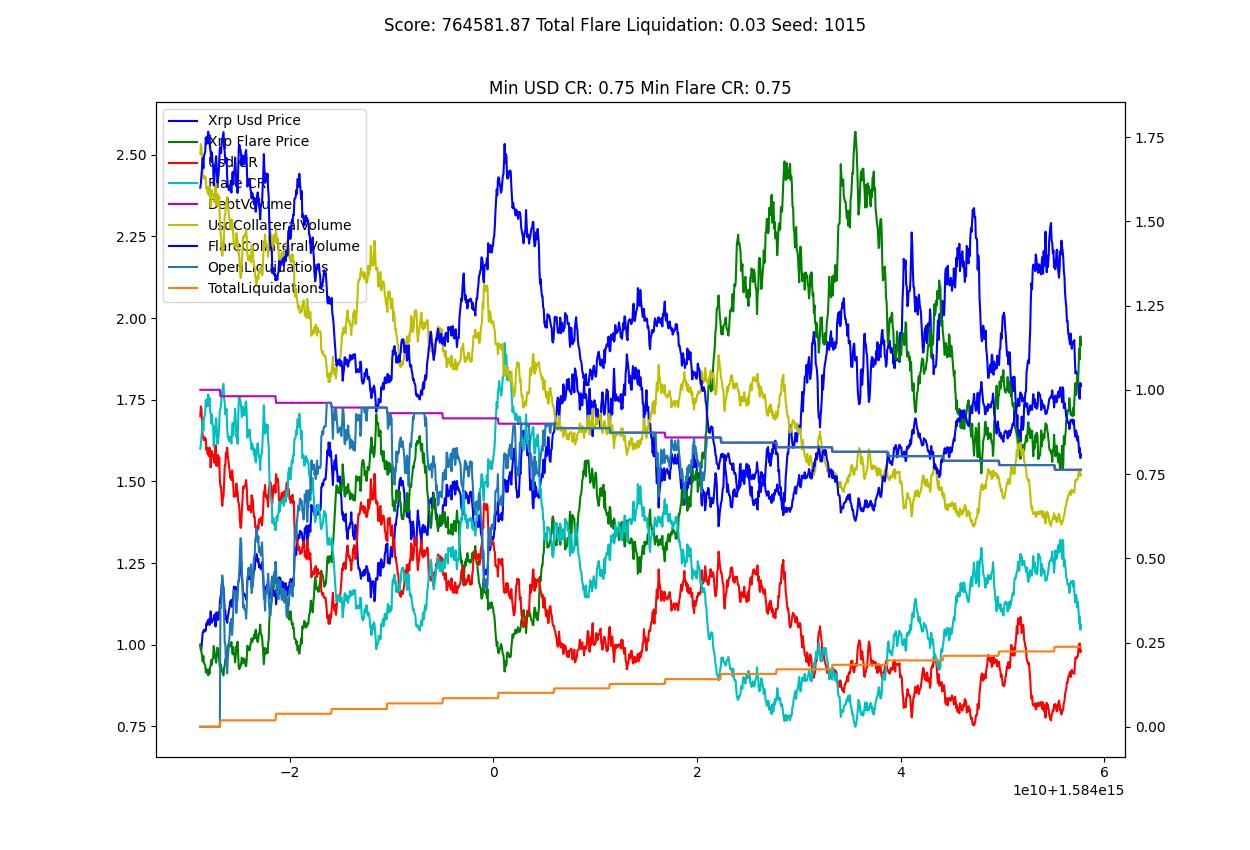 Score: 764581.87 Total Flare Liquidation: 0.03 Seed: 1015
Min USD CR: 0.75 Min Flare CR: 0.75
Xrp Usd Price
Xrp Flare Price
Usd CR
Flare CR
DebtVolume
UsdCollateralVolume
FlareCollateralVolume
OpenLiquidations
TotalLiquidations
2.50
2.25
2.00
1.75
1.50
1.25
1.00
0.75
1.75
1.50
1.25
1.00
0.75
0.50
0.25
0.00
−2 0 2 4 6
1e10+1.584e15